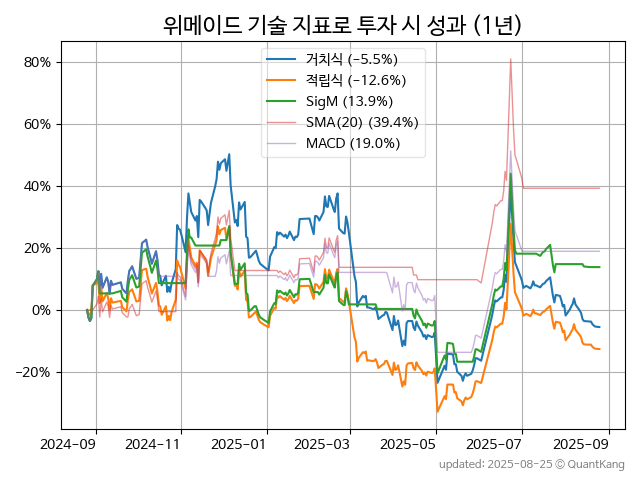 위메이드 기술 지표로 투자 시 성과 (1년)
거치식 (-5.5%)
적립식 (-12.6%)
SigM (13.9%)
SMA(20) (39.4%)
MACD (19.0%)
80%
60%
40%
20%
0%
-20%
2024-09 2024-11 2025-01 2025-03 2025-05 2025-07 2025-09
updated: 2025-08-25 ⓒ QuantKang